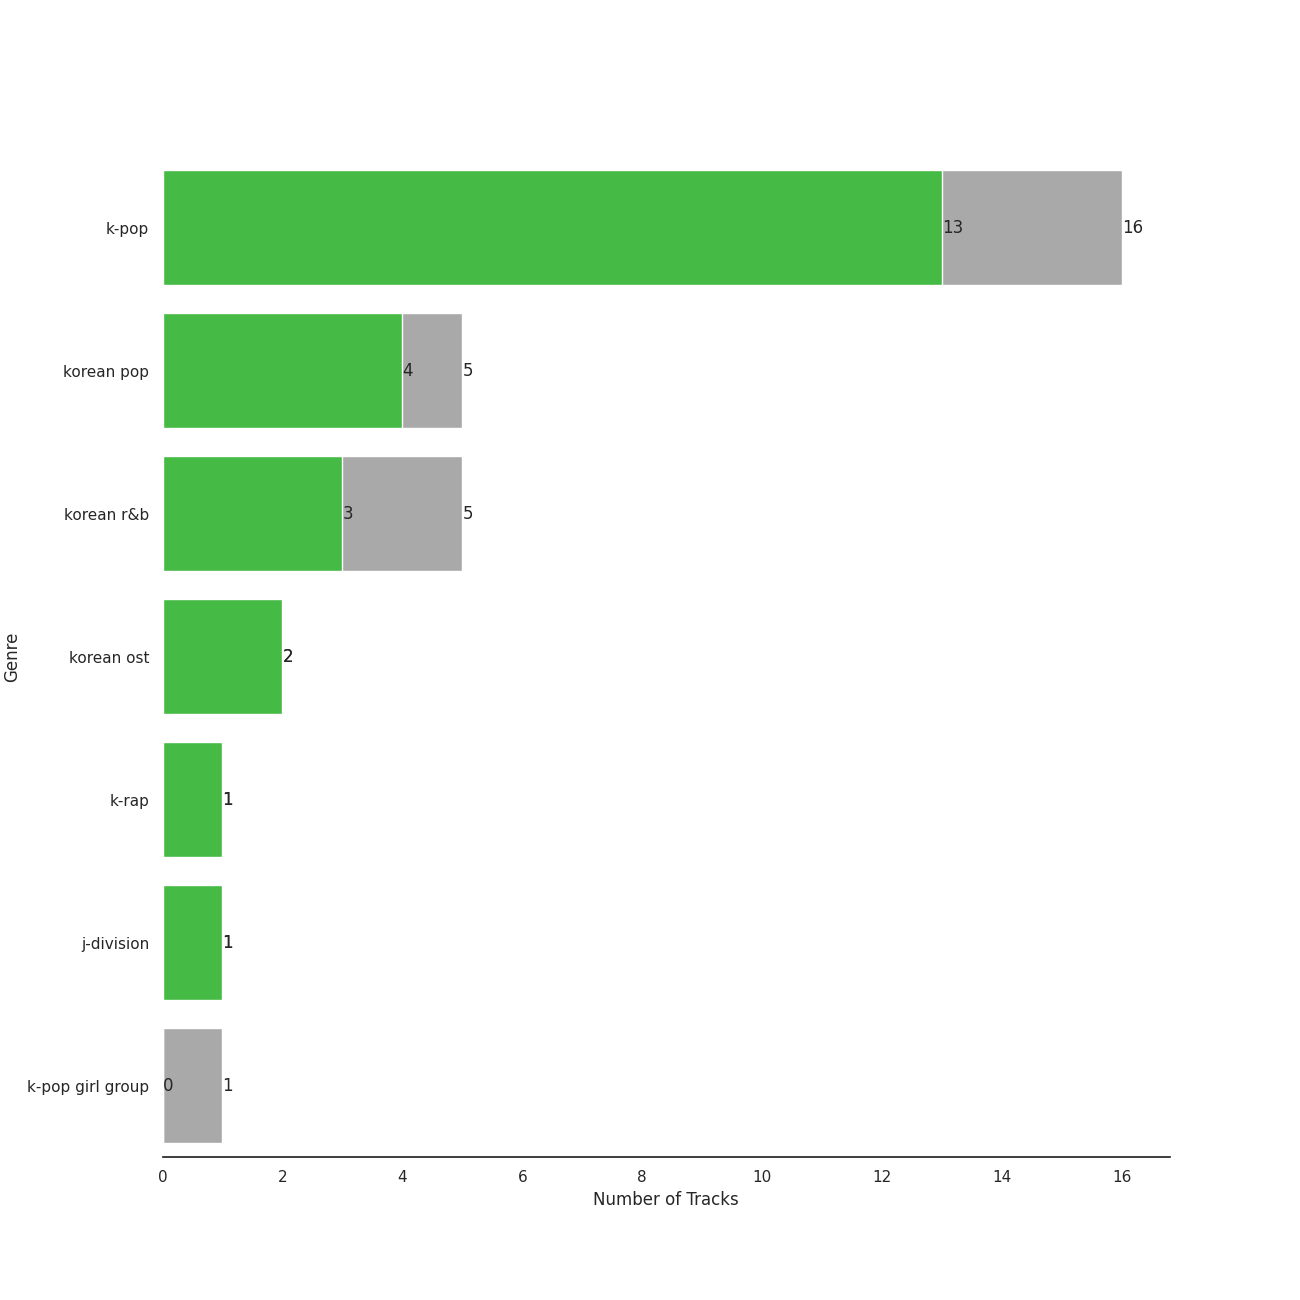 k-pop 13 16
korean pop 4 5
korean r&b 3 5
korean ost 2
k-rap 1
j-division 1
k-pop girl group 0 1
Genre
0 2 4 6 8 10 12 14 16
Number of Tracks